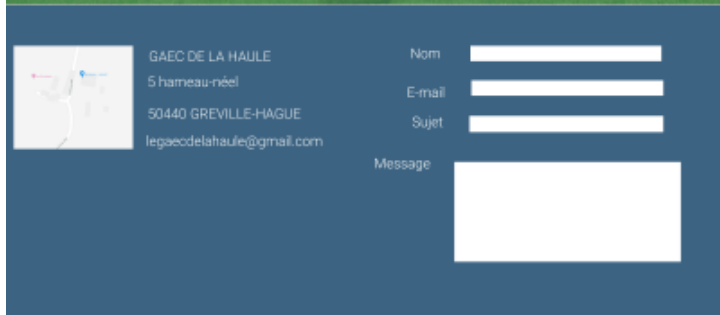 GAEC DE LA HAULE
5 hameau-néel
50440 GREVILLE-HAGUE
legaecdelahaule@gmail.com
Nom
E-mail
Sujet
Message